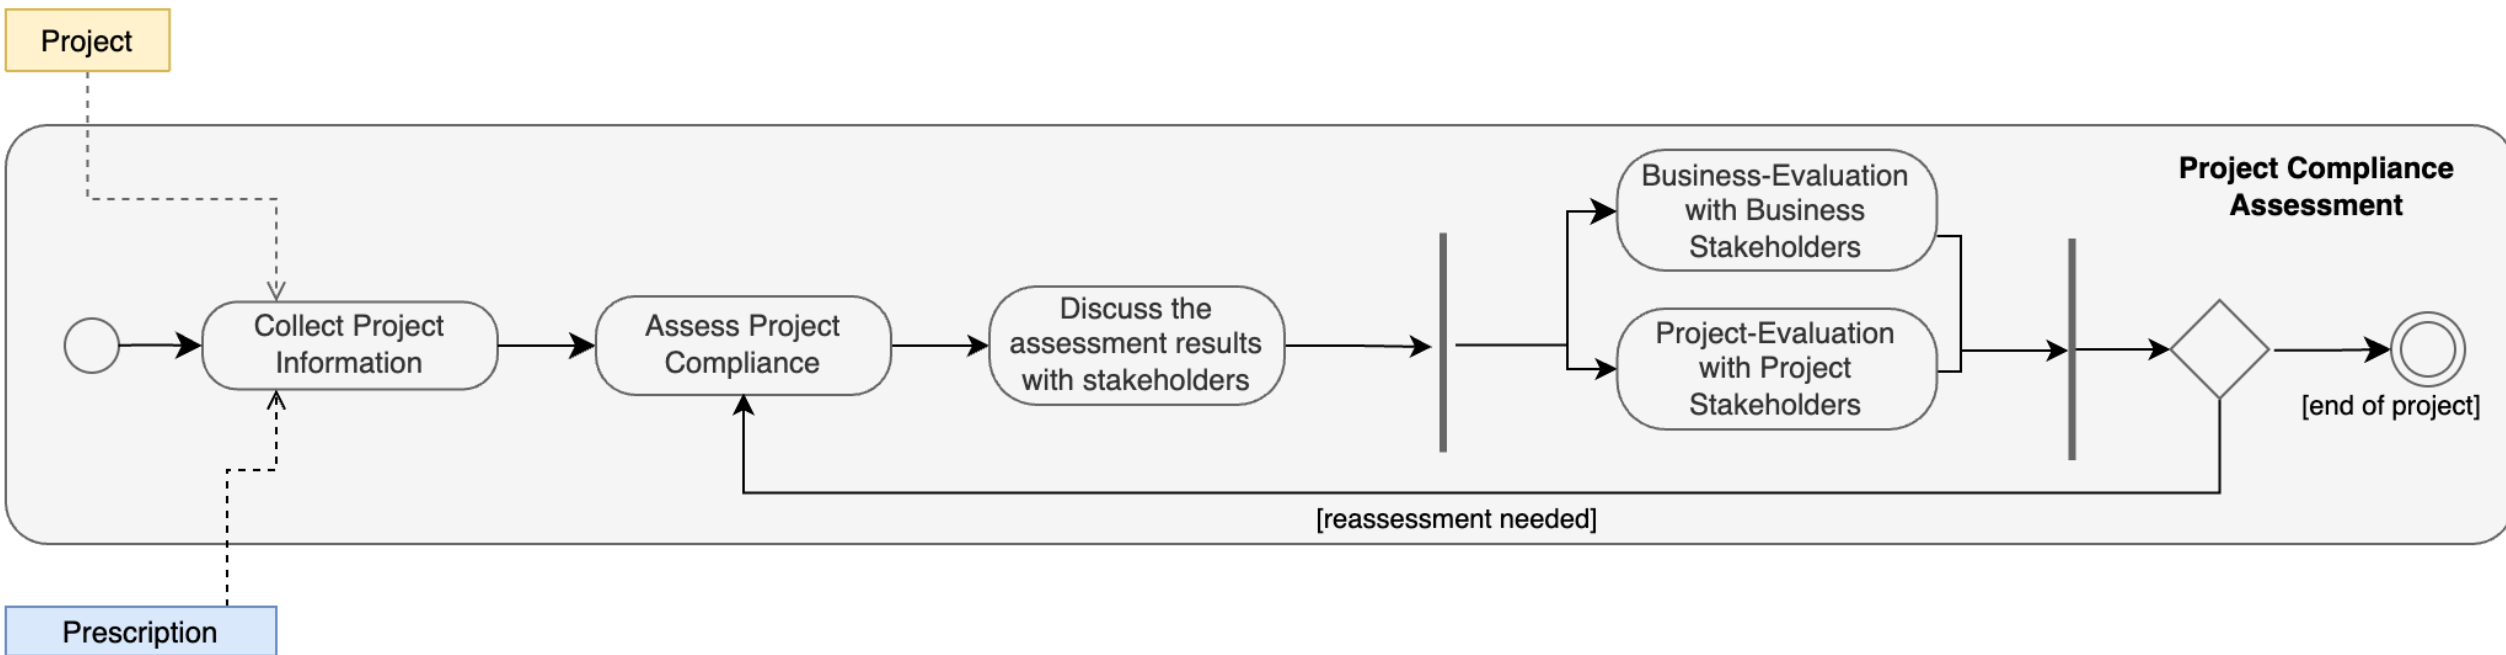 Project
Project Compliance
Assessment
Collect Project
Information
Assess Project
Compliance
Discuss the
assessment results
with stakeholders
Business-Evaluation
with Business
Stakeholders
Project-Evaluation
with Project
Stakeholders
[end of project]
[reassessment needed]
Prescription